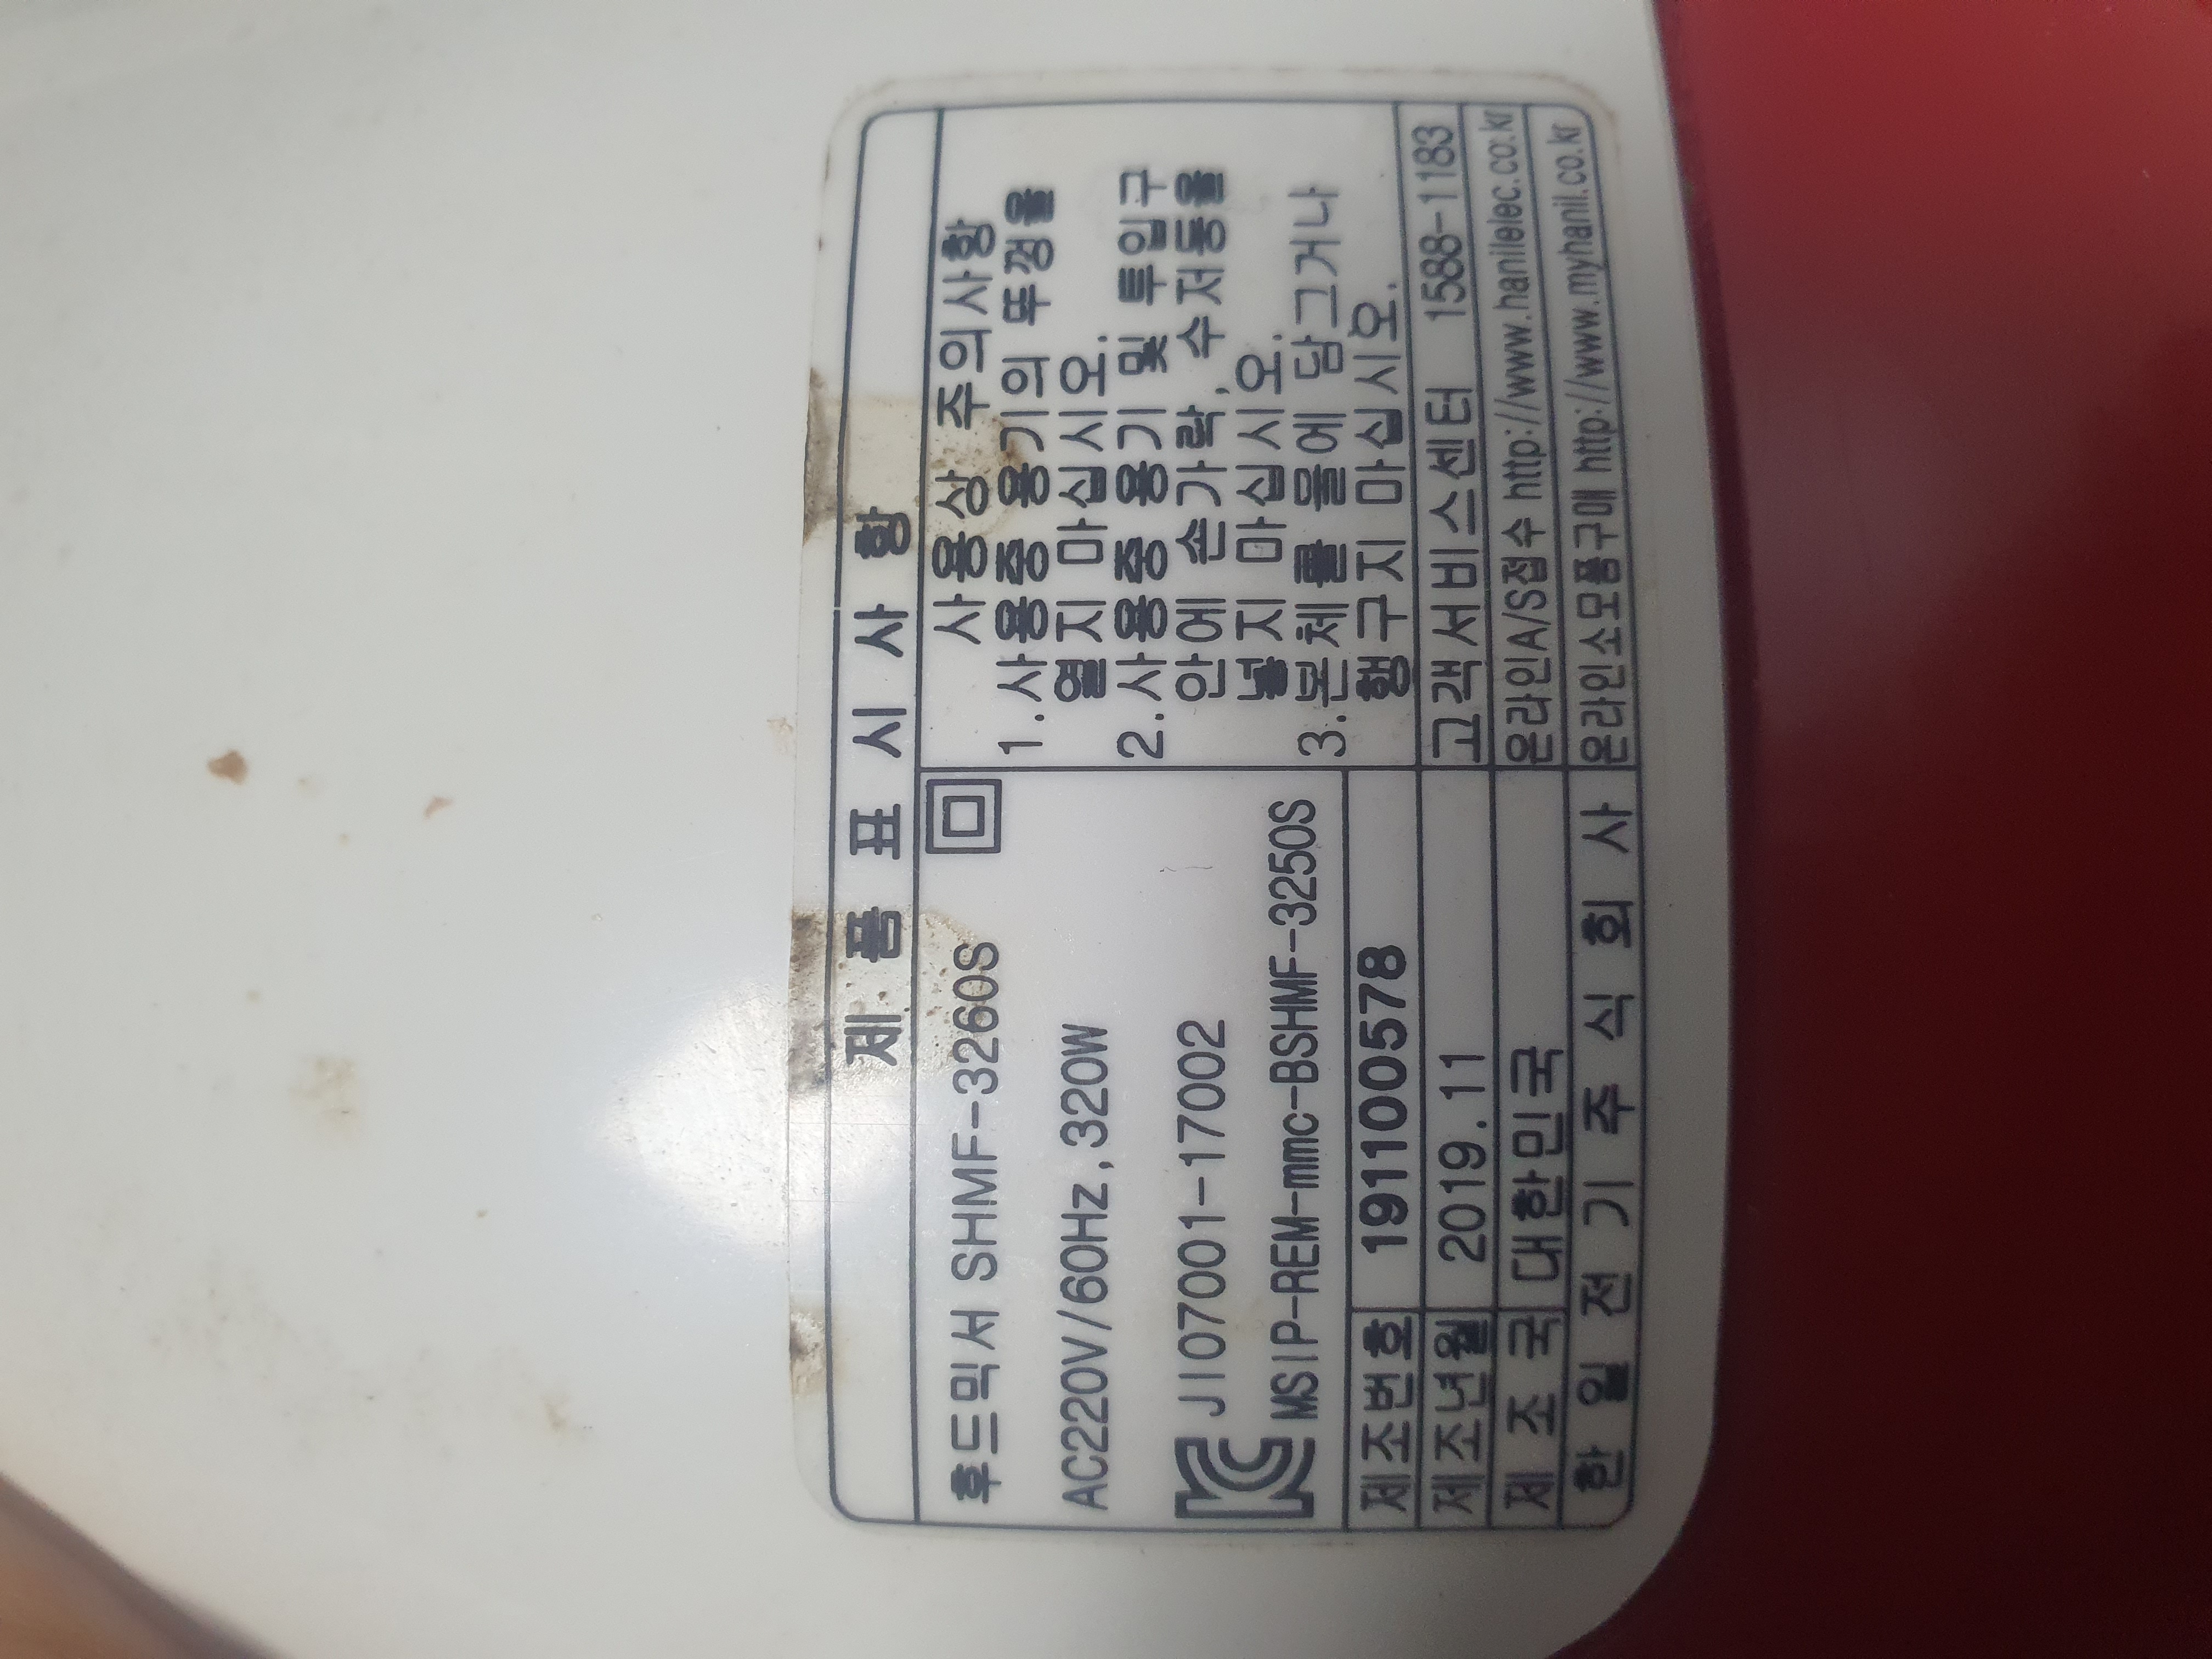 제 품 표 시 사 항
후드믹서 SHMF-3260S
AC220V/60Hz,320W
JI07001-17002
MSIP-REM-mmc-BSHMF-3250S
제조번호 191100578
제조년월 2019.11
제 조 국 대한민국
한 일 전 기 주 식 회 사
사용상 주의사항
1.사용중 용기의 뚜껑을
열지 마십시오.
2.사용중 용기 및 투입구
안에 손가락,수저등을
넣지 마십시오.
3.본체를 물에 담그거나
헹구지 마십시오.
고객서비스센터 1588-1183
온라인A/S접수 http://www.hanilelec.co.kr
온라인소모품구매 http://www.myhanil.co.kr